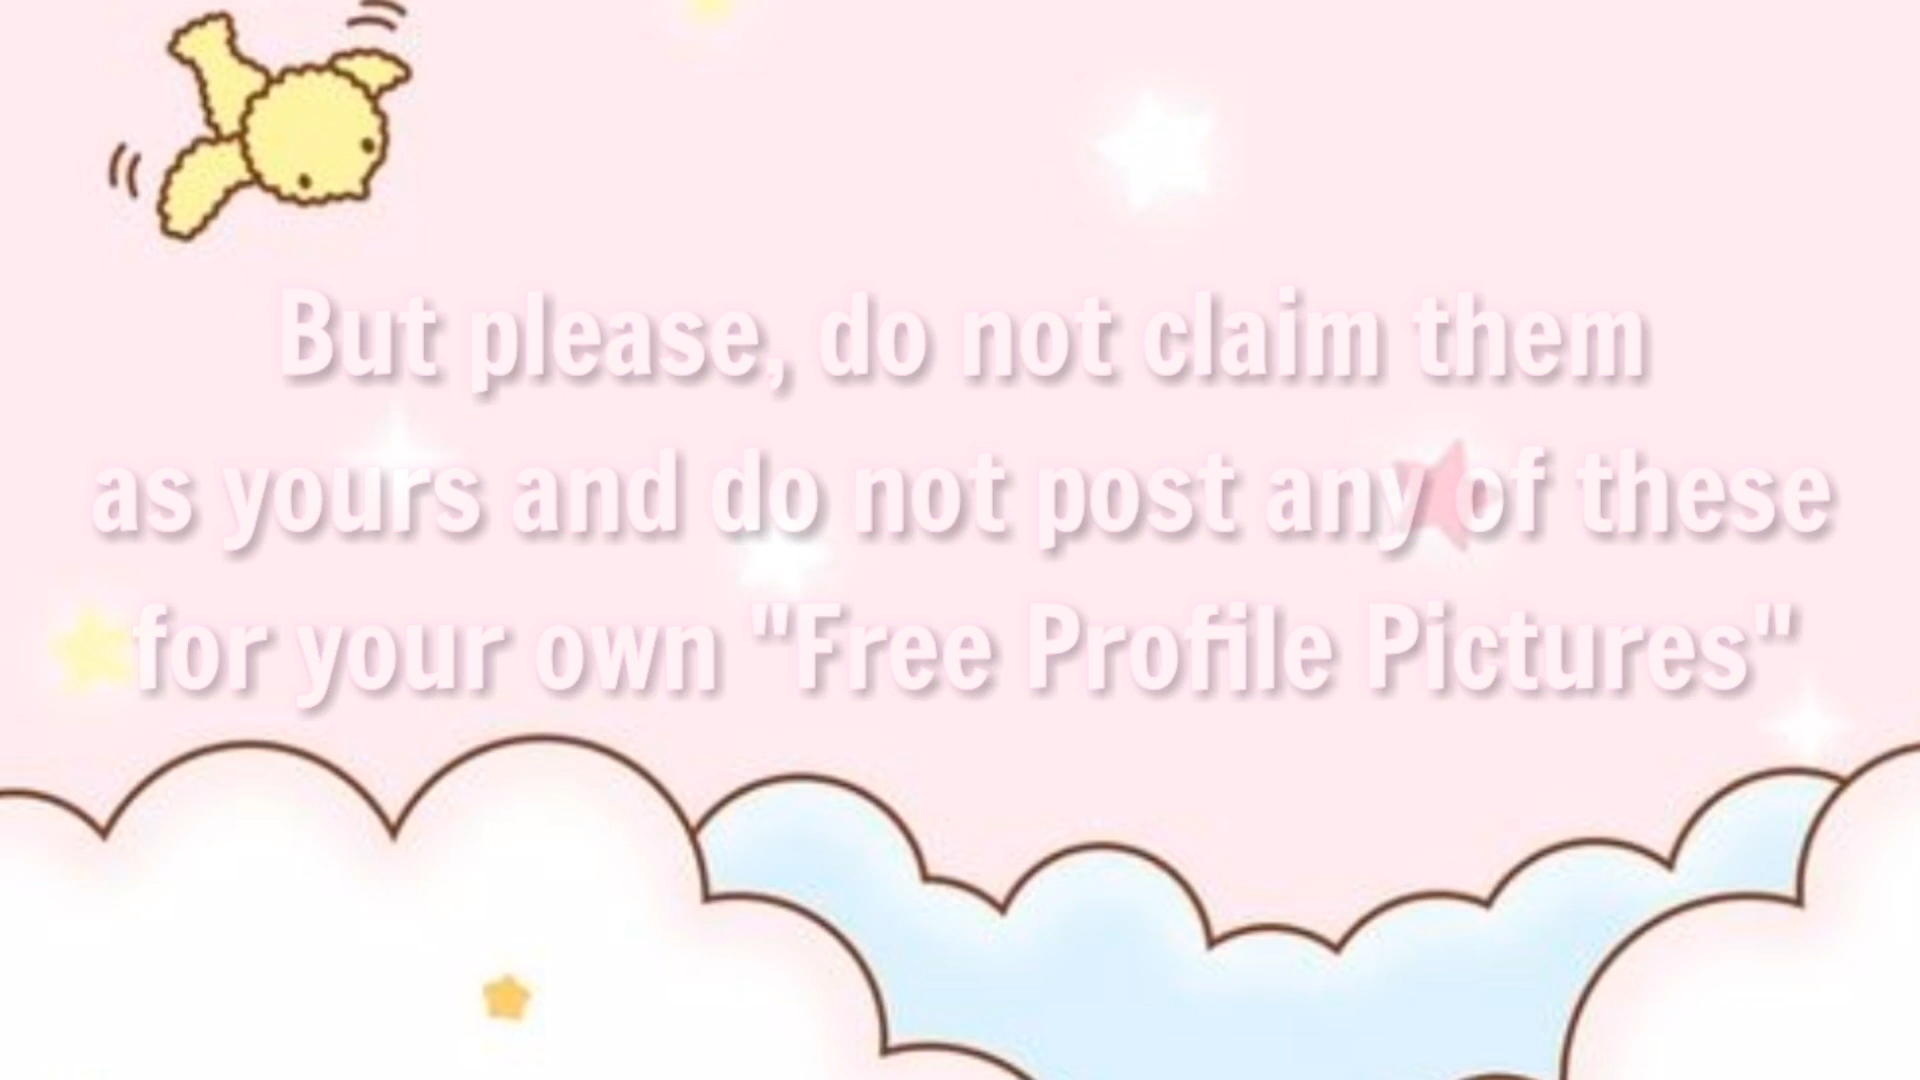 But please, do not claim them
as yours and do not post any of these
for your own "Free Profile Pictures"